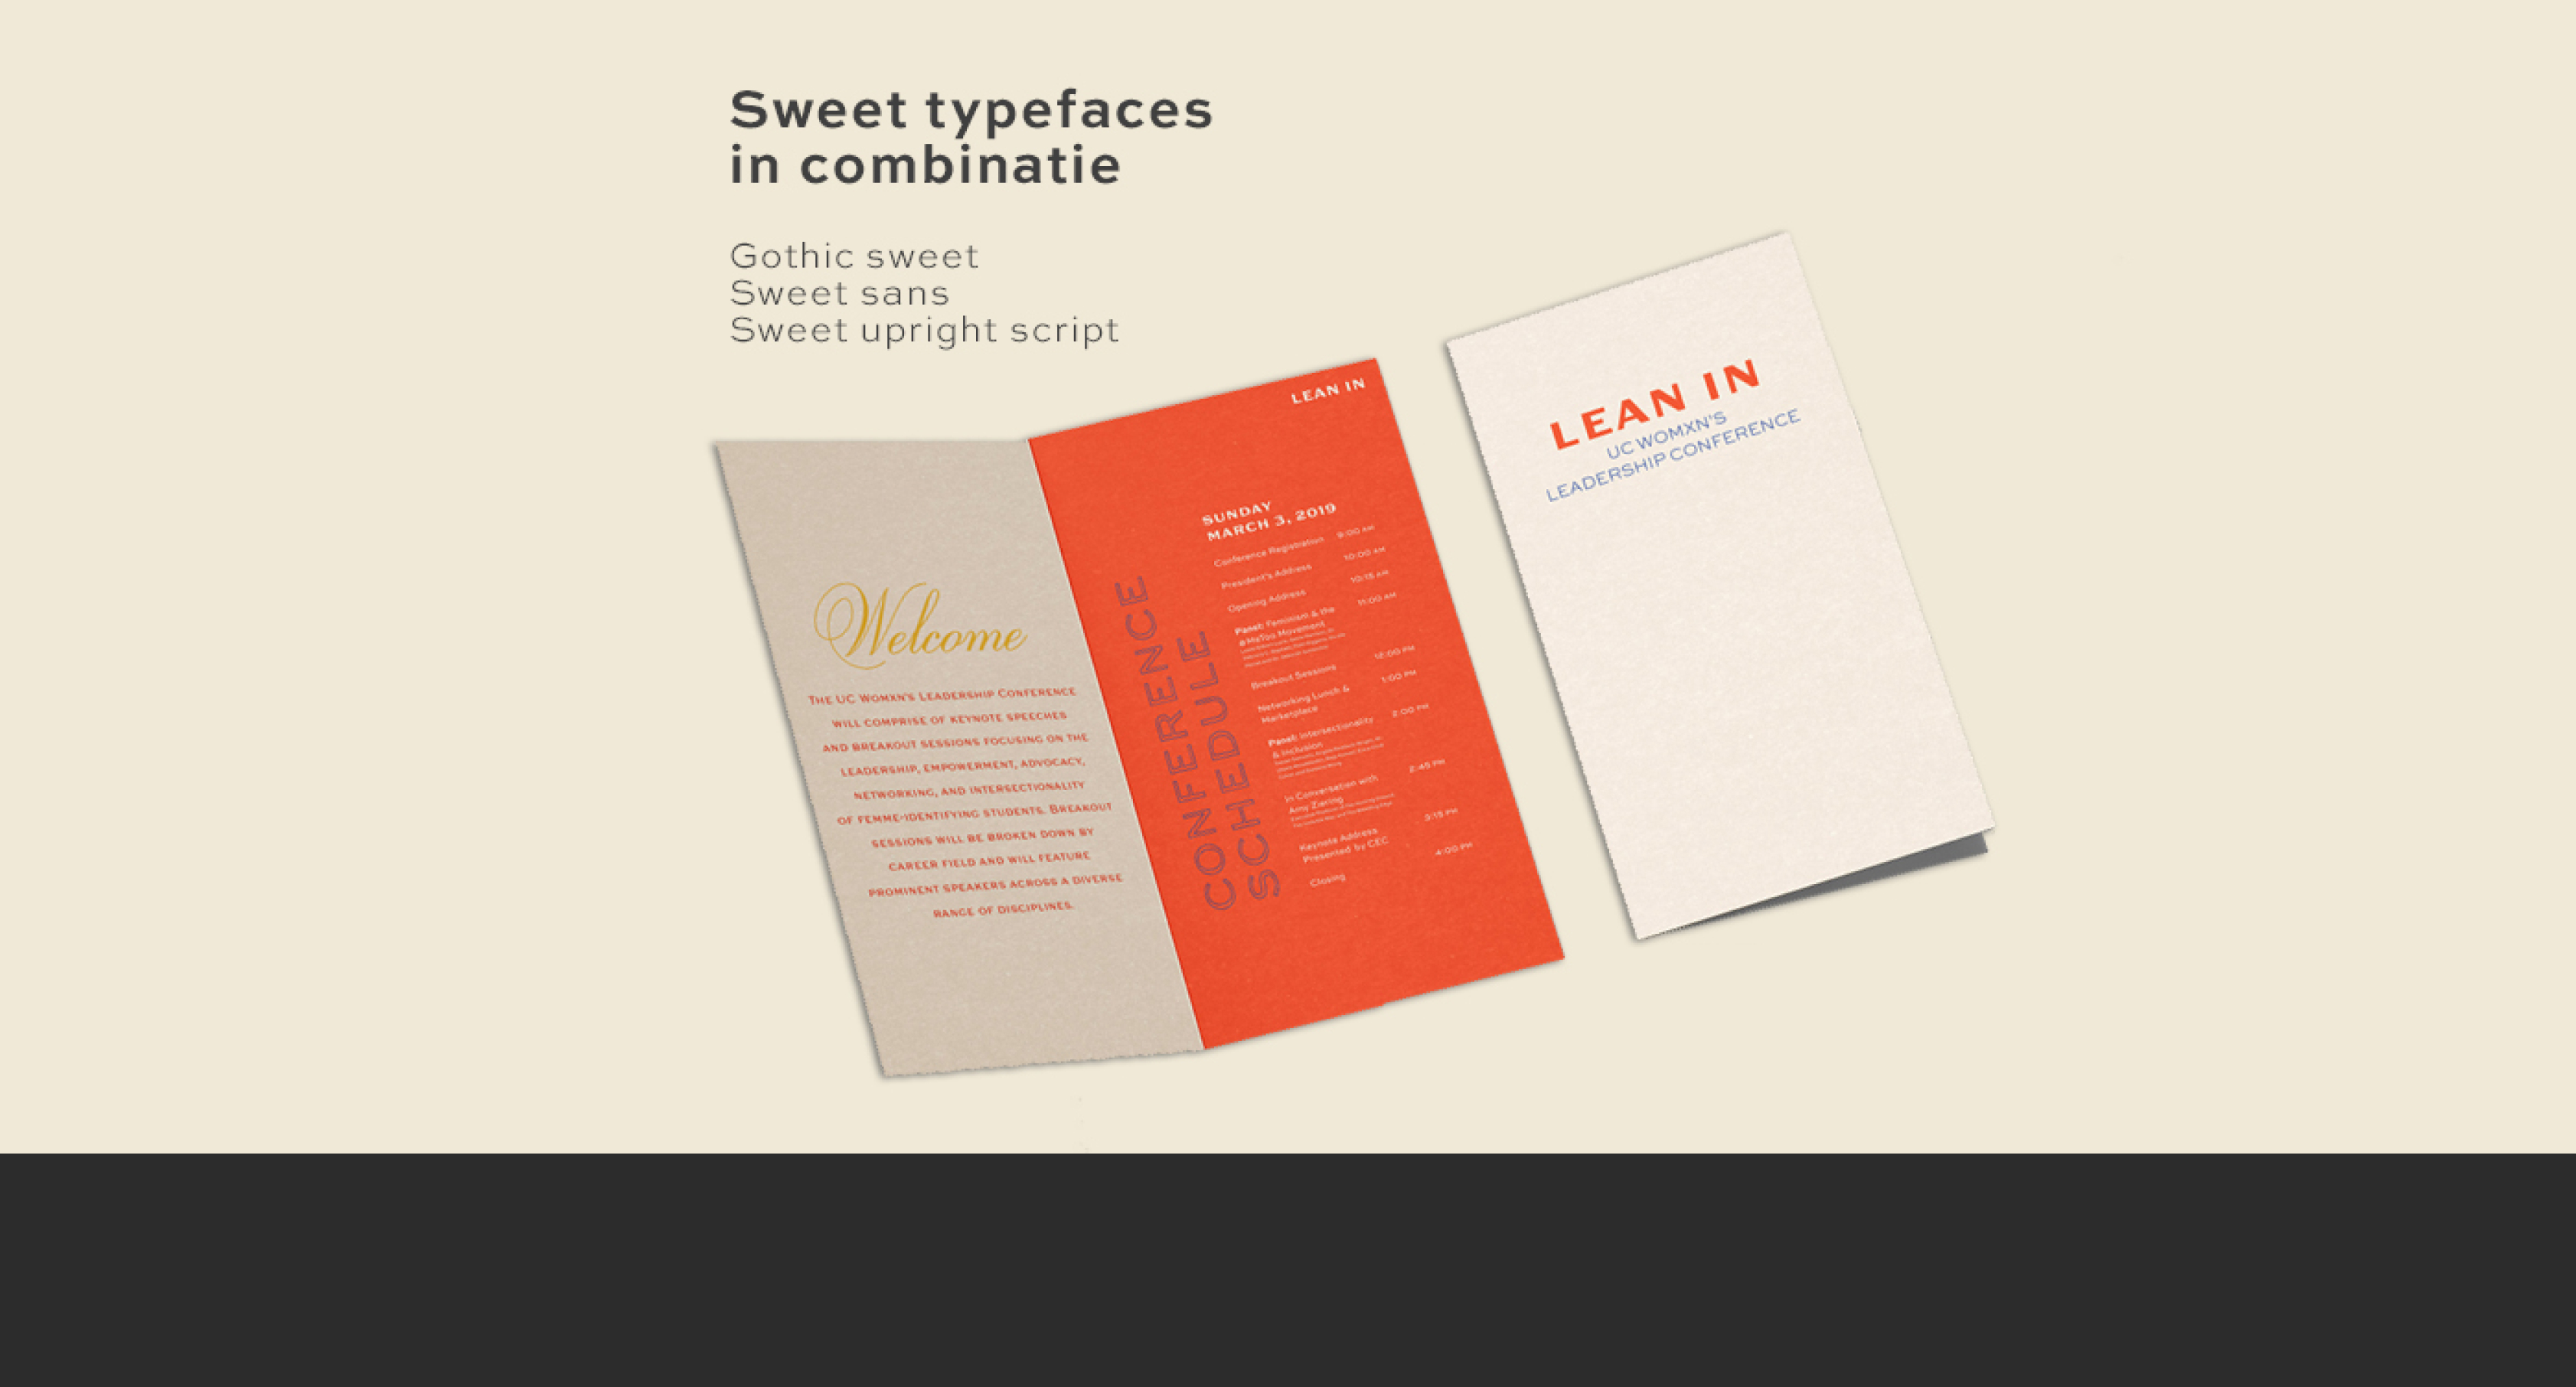 Sweet typefaces
in combinatie
Gothic sweet
Sweet sans
Sweet upright script
Welcome
The UC Womxn's Leadership Conference
will comprise of keynote speeches
and breakout sessions focusing on the
leadership, empowerment, advocacy,
networking, and intersectionality
of femme-identifying students. Breakout
sessions will be broken down by
career field and will feature
prominent speakers across a diverse
range of disciplines.
LEAN IN
CONFERENCE
SCHEDULE
SUNDAY
MARCH 3, 2019
Conference Registration 9:00 AM
President's Address 10:00 AM
Opening Address 10:15 AM
Panel: Feminism & the 11:00 AM
#MeToo Movement
Breakout Sessions 12:00 PM
Networking Lunch & 1:00 PM
Marketplace
Panel: Intersectionality 2:00 PM
& Inclusion
In Conversation with 2:45 PM
Amy Ziering
Keynote Address 3:15 PM
Presented by CEC
Closing 4:00 PM
LEAN IN
UC WOMXN'S
LEADERSHIP CONFERENCE